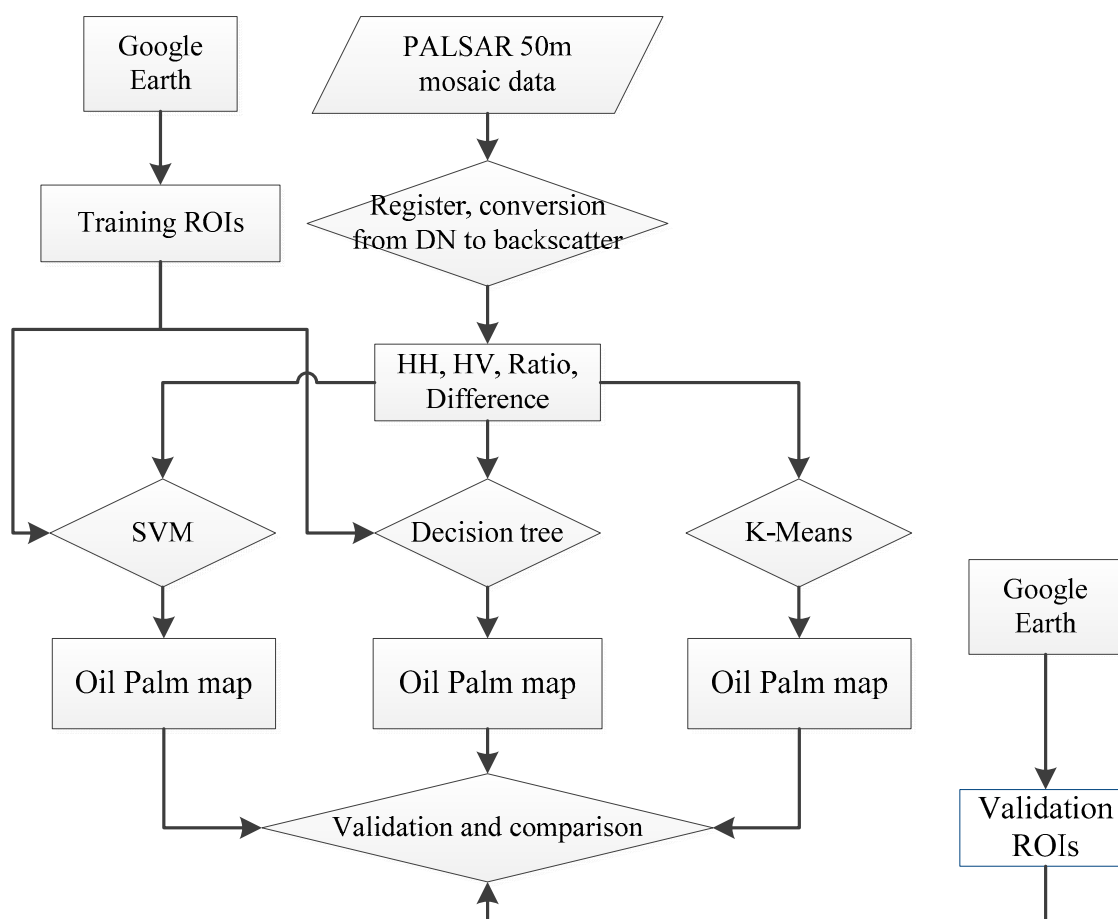 Google
Earth
PALSAR 50m
mosaic data
Training ROIs
Register, conversion
from DN to backscatter
HH, HV, Ratio,
Difference
SVM
Decision tree
K-Means
Google
Earth
Oil Palm map
Oil Palm map
Oil Palm map
Validation and comparison
Validation
ROIs